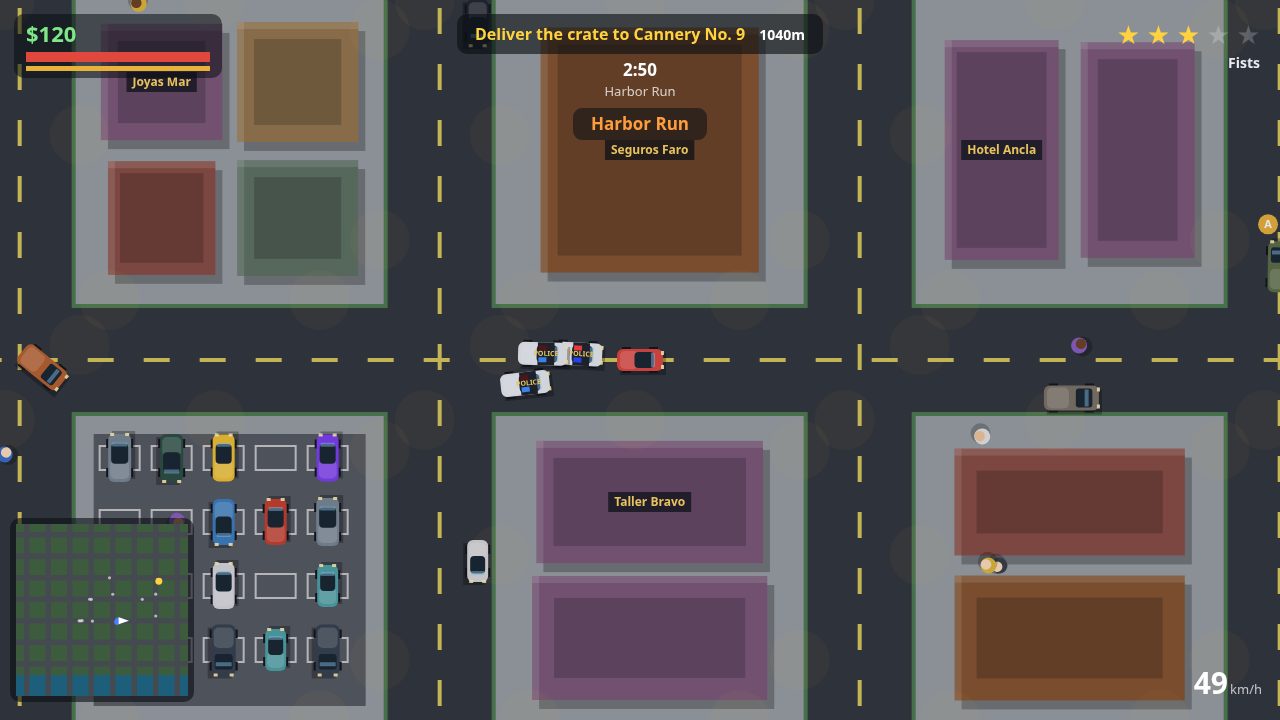 $120
Deliver the crate to Cannery No. 9 1040m
2:50
Harbor Run
Harbor Run
Fists
Joyas Mar
Seguros Faro
Hotel Ancla
A
POLICE
POLICE
POLICE
Taller Bravo
49 km/h